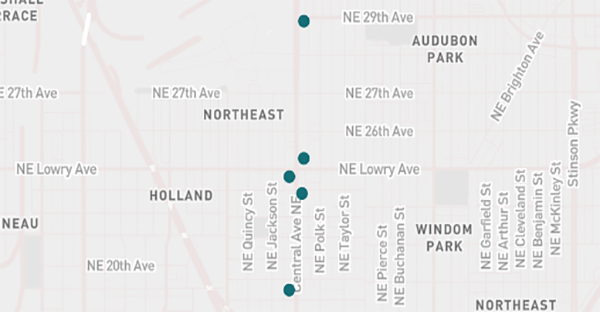 RRACE
NE 29th Ave
AUDUBON
PARK
NE Brighton Ave
E 27th Ave
NE 27th Ave
NE 27th Ave
NORTHEAST
NE 26th Ave
Stinson Pkwy
NE Lowry Ave
NE Lowry Ave
HOLLAND
NE Quincy St
NE Jackson St
Central Ave NE
NE Polk St
NE Taylor St
NE Pierce St
NE Buchanan St
NEAU
WINDOM
PARK
NE Garfield St
NE Arthur St
NE Cleveland St
NE Benjamin St
NE McKinley St
NE 20th Ave
NORTHEAST